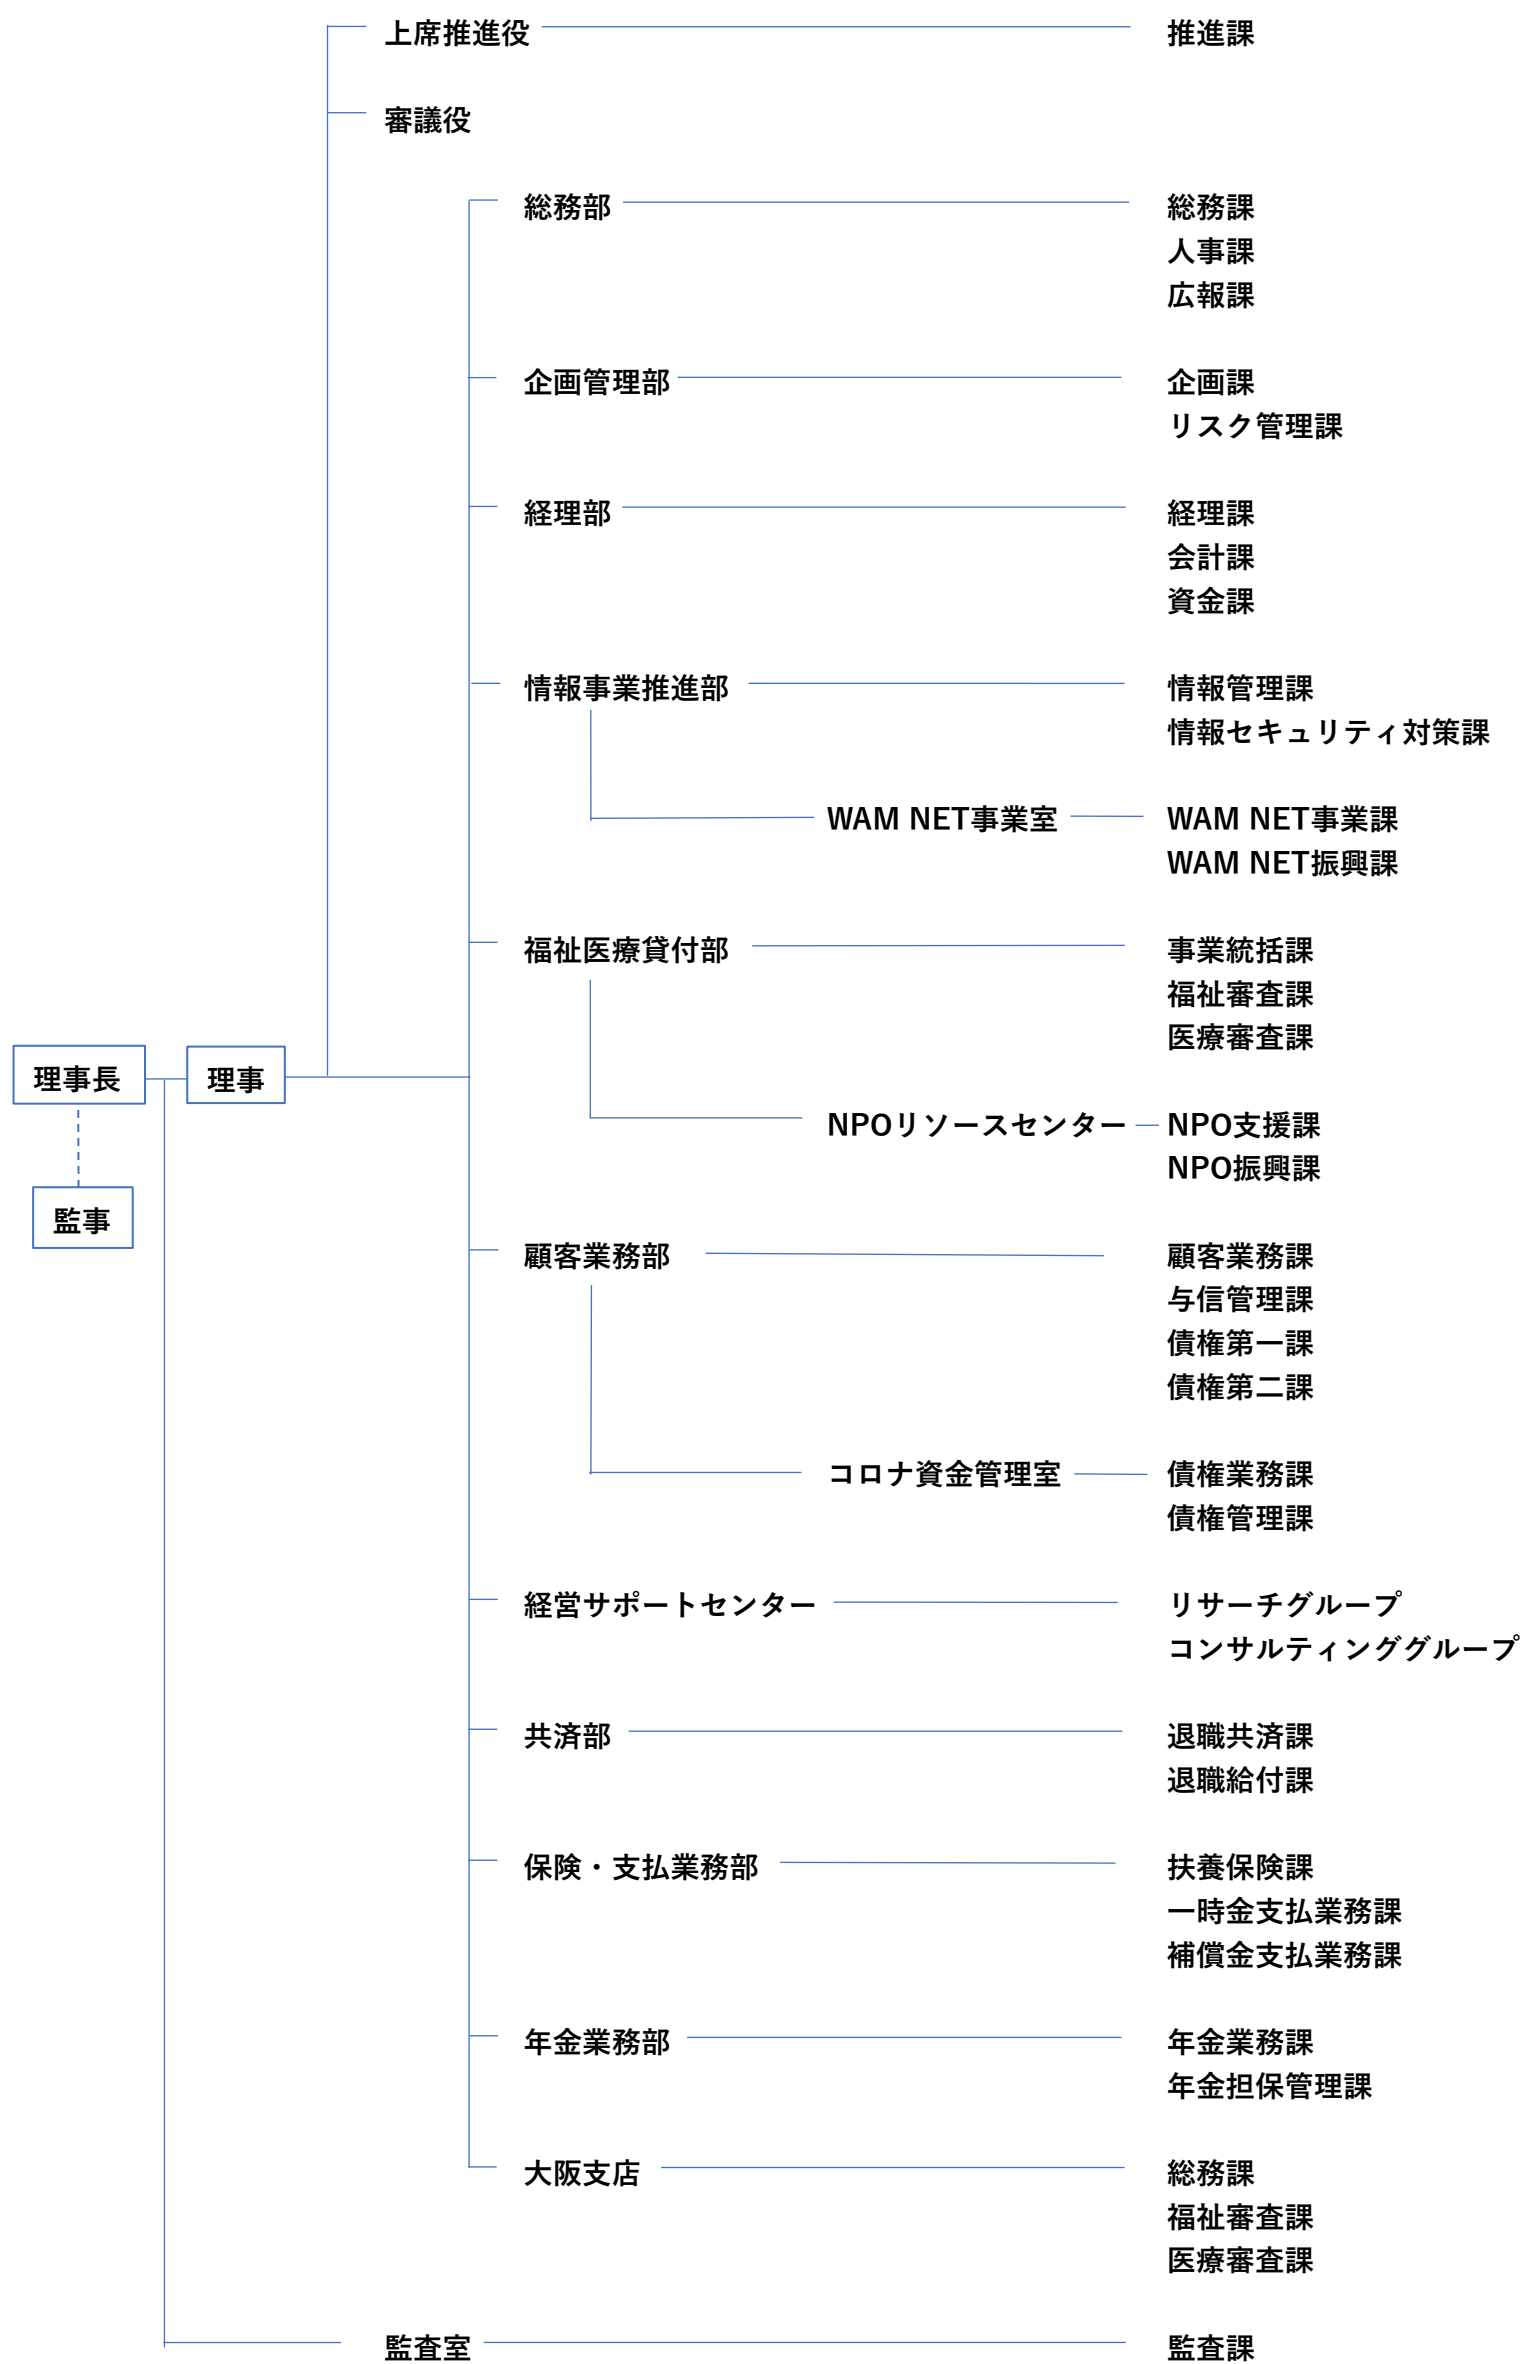 上席推進役 推進課
審議役
総務部 総務課
人事課
広報課
企画管理部 企画課
リスク管理課
経理部 経理課
会計課
資金課
情報事業推進部 情報管理課
情報セキュリティ対策課
WAM NET事業室 WAM NET事業課
WAM NET振興課
福祉医療貸付部 事業統括課
福祉審査課
医療審査課
理事長 理事
NPOリソースセンター NPO支援課
NPO振興課
監事
顧客業務部 顧客業務課
与信管理課
債権第一課
債権第二課
コロナ資金管理室 債権業務課
債権管理課
経営サポートセンター リサーチグループ
コンサルティンググループ
共済部 退職共済課
退職給付課
保険・支払業務部 扶養保険課
一時金支払業務課
補償金支払業務課
年金業務部 年金業務課
年金担保管理課
大阪支店 総務課
福祉審査課
医療審査課
監査室 監査課